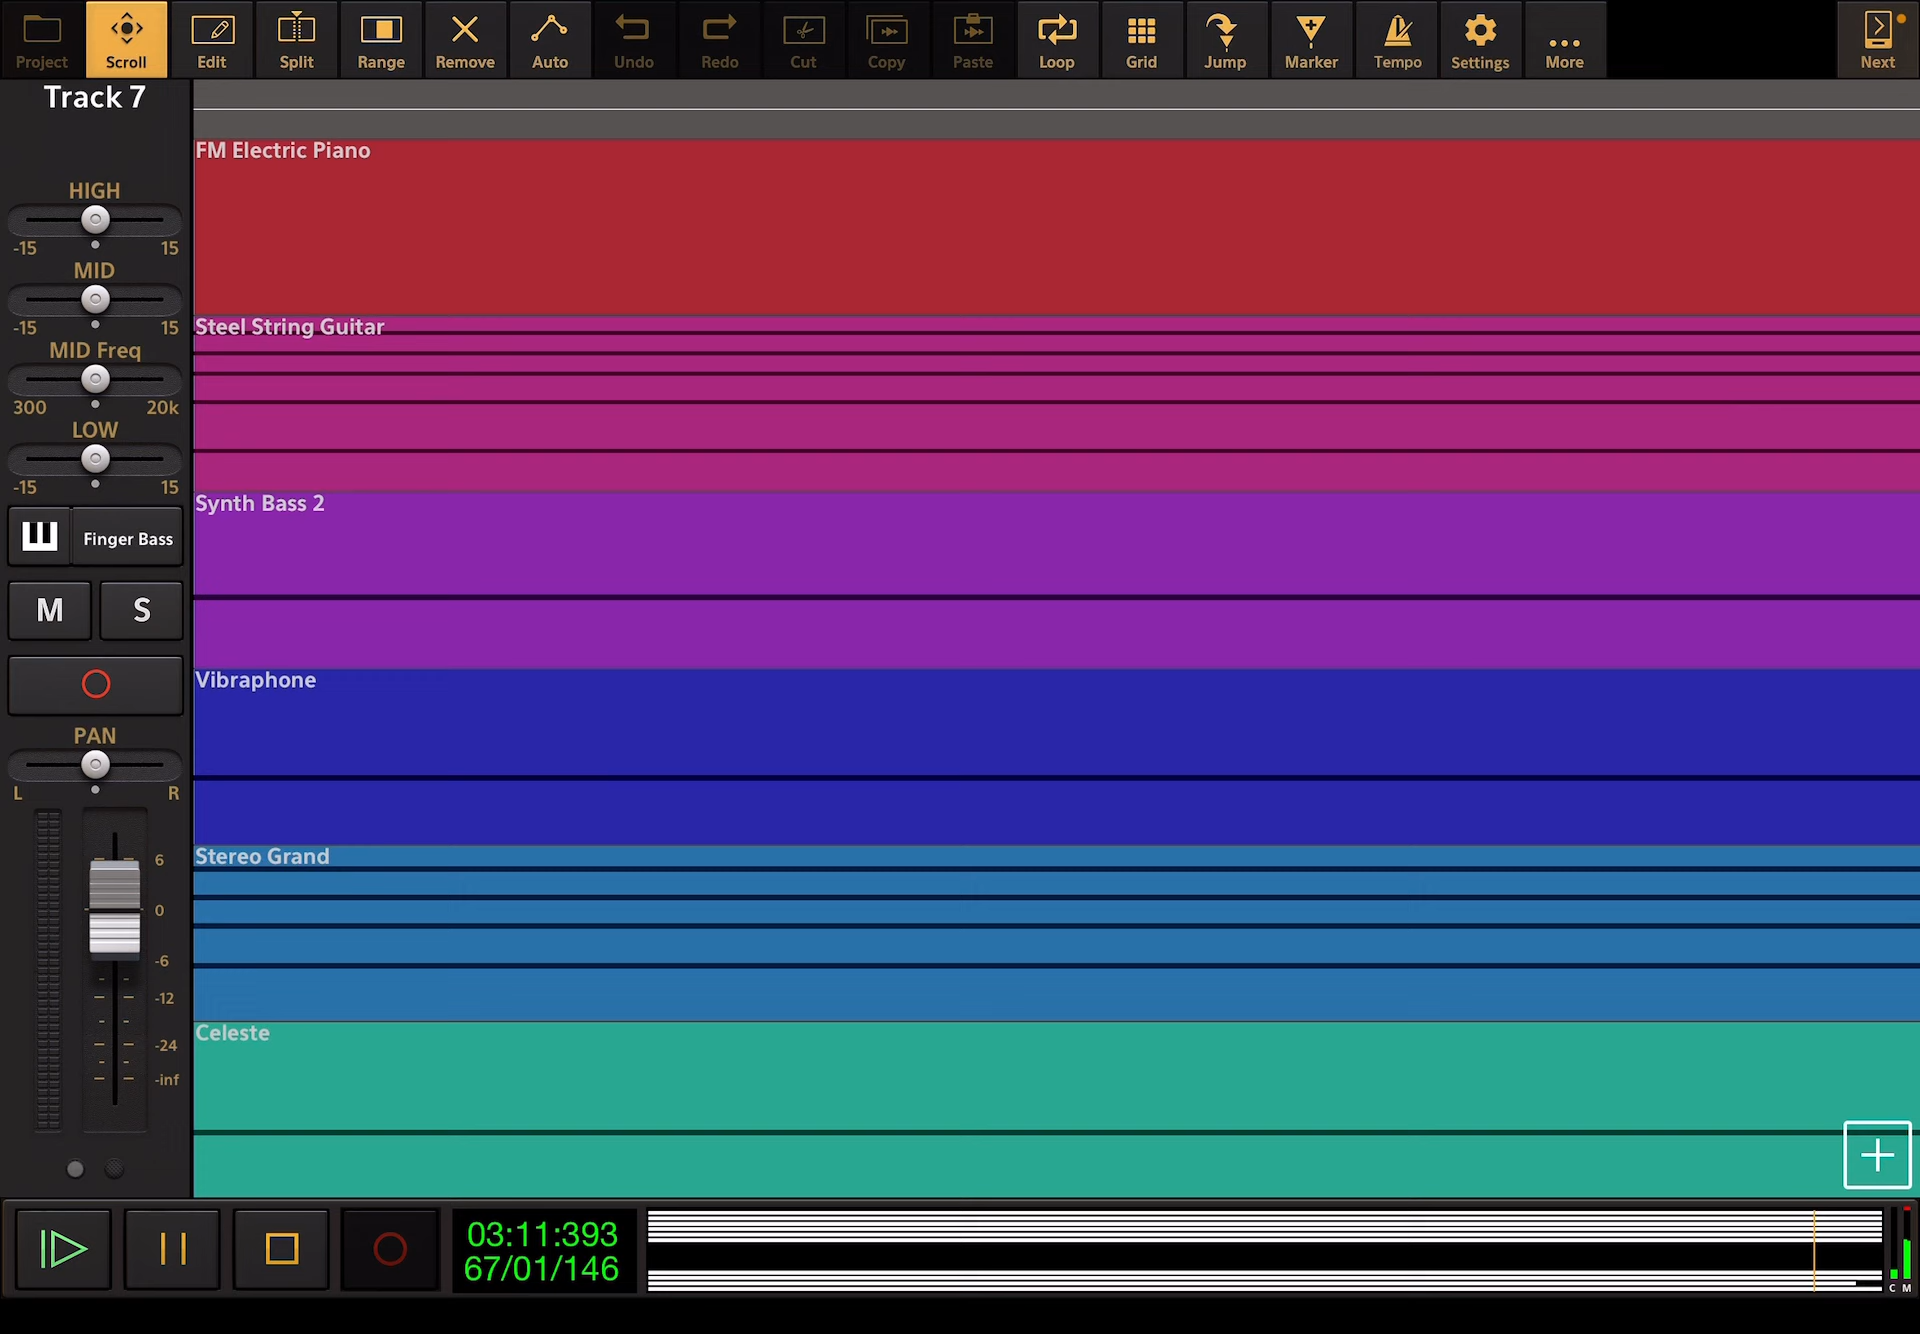 Project Scroll Edit Split Range Remove Auto Undo Redo Cut Copy Paste Loop Grid Jump Marker Tempo Settings More Next
Track 7
HIGH
-15 15
MID
-15 15
MID Freq
300 20k
LOW
-15 15
Finger Bass
M S
PAN
L R
6
0
-6
-12
-24
-inf
FM Electric Piano
Steel String Guitar
Synth Bass 2
Vibraphone
Stereo Grand
Celeste
03:11:393
67/01/146
C M